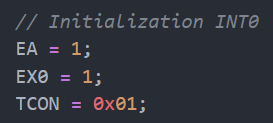 // Initialization INT0
EA = 1;
EX0 = 1;
TCON = 0x01;